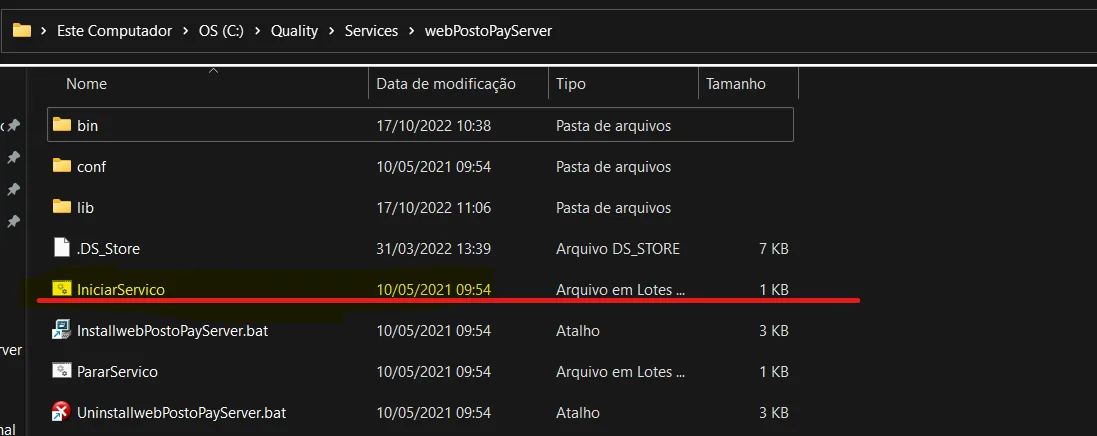 Este Computador > OS (C:) > Quality > Services > webPostoPayServer
Nome Data de modificação Tipo Tamanho
bin 17/10/2022 10:38 Pasta de arquivos
conf 10/05/2021 09:54 Pasta de arquivos
lib 17/10/2022 11:06 Pasta de arquivos
.DS_Store 31/03/2022 13:39 Arquivo DS_STORE 7 KB
IniciarServico 10/05/2021 09:54 Arquivo em Lotes ... 1 KB
InstallwebPostoPayServer.bat 10/05/2021 09:54 Atalho 3 KB
rver
PararServico 10/05/2021 09:54 Arquivo em Lotes ... 1 KB
UninstallwebPostoPayServer.bat 10/05/2021 09:54 Atalho 3 KB
nal